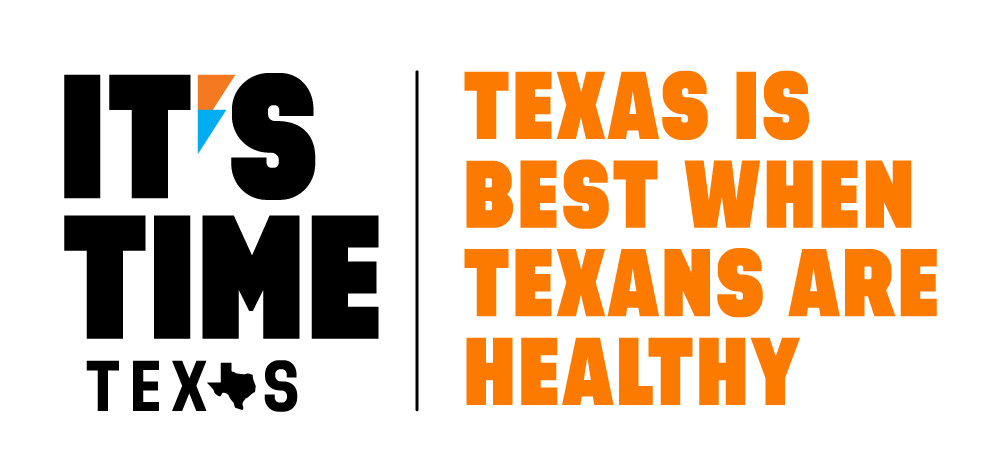 IT'S
TIME
TEXAS
TEXAS IS
BEST WHEN
TEXANS ARE
HEALTHY